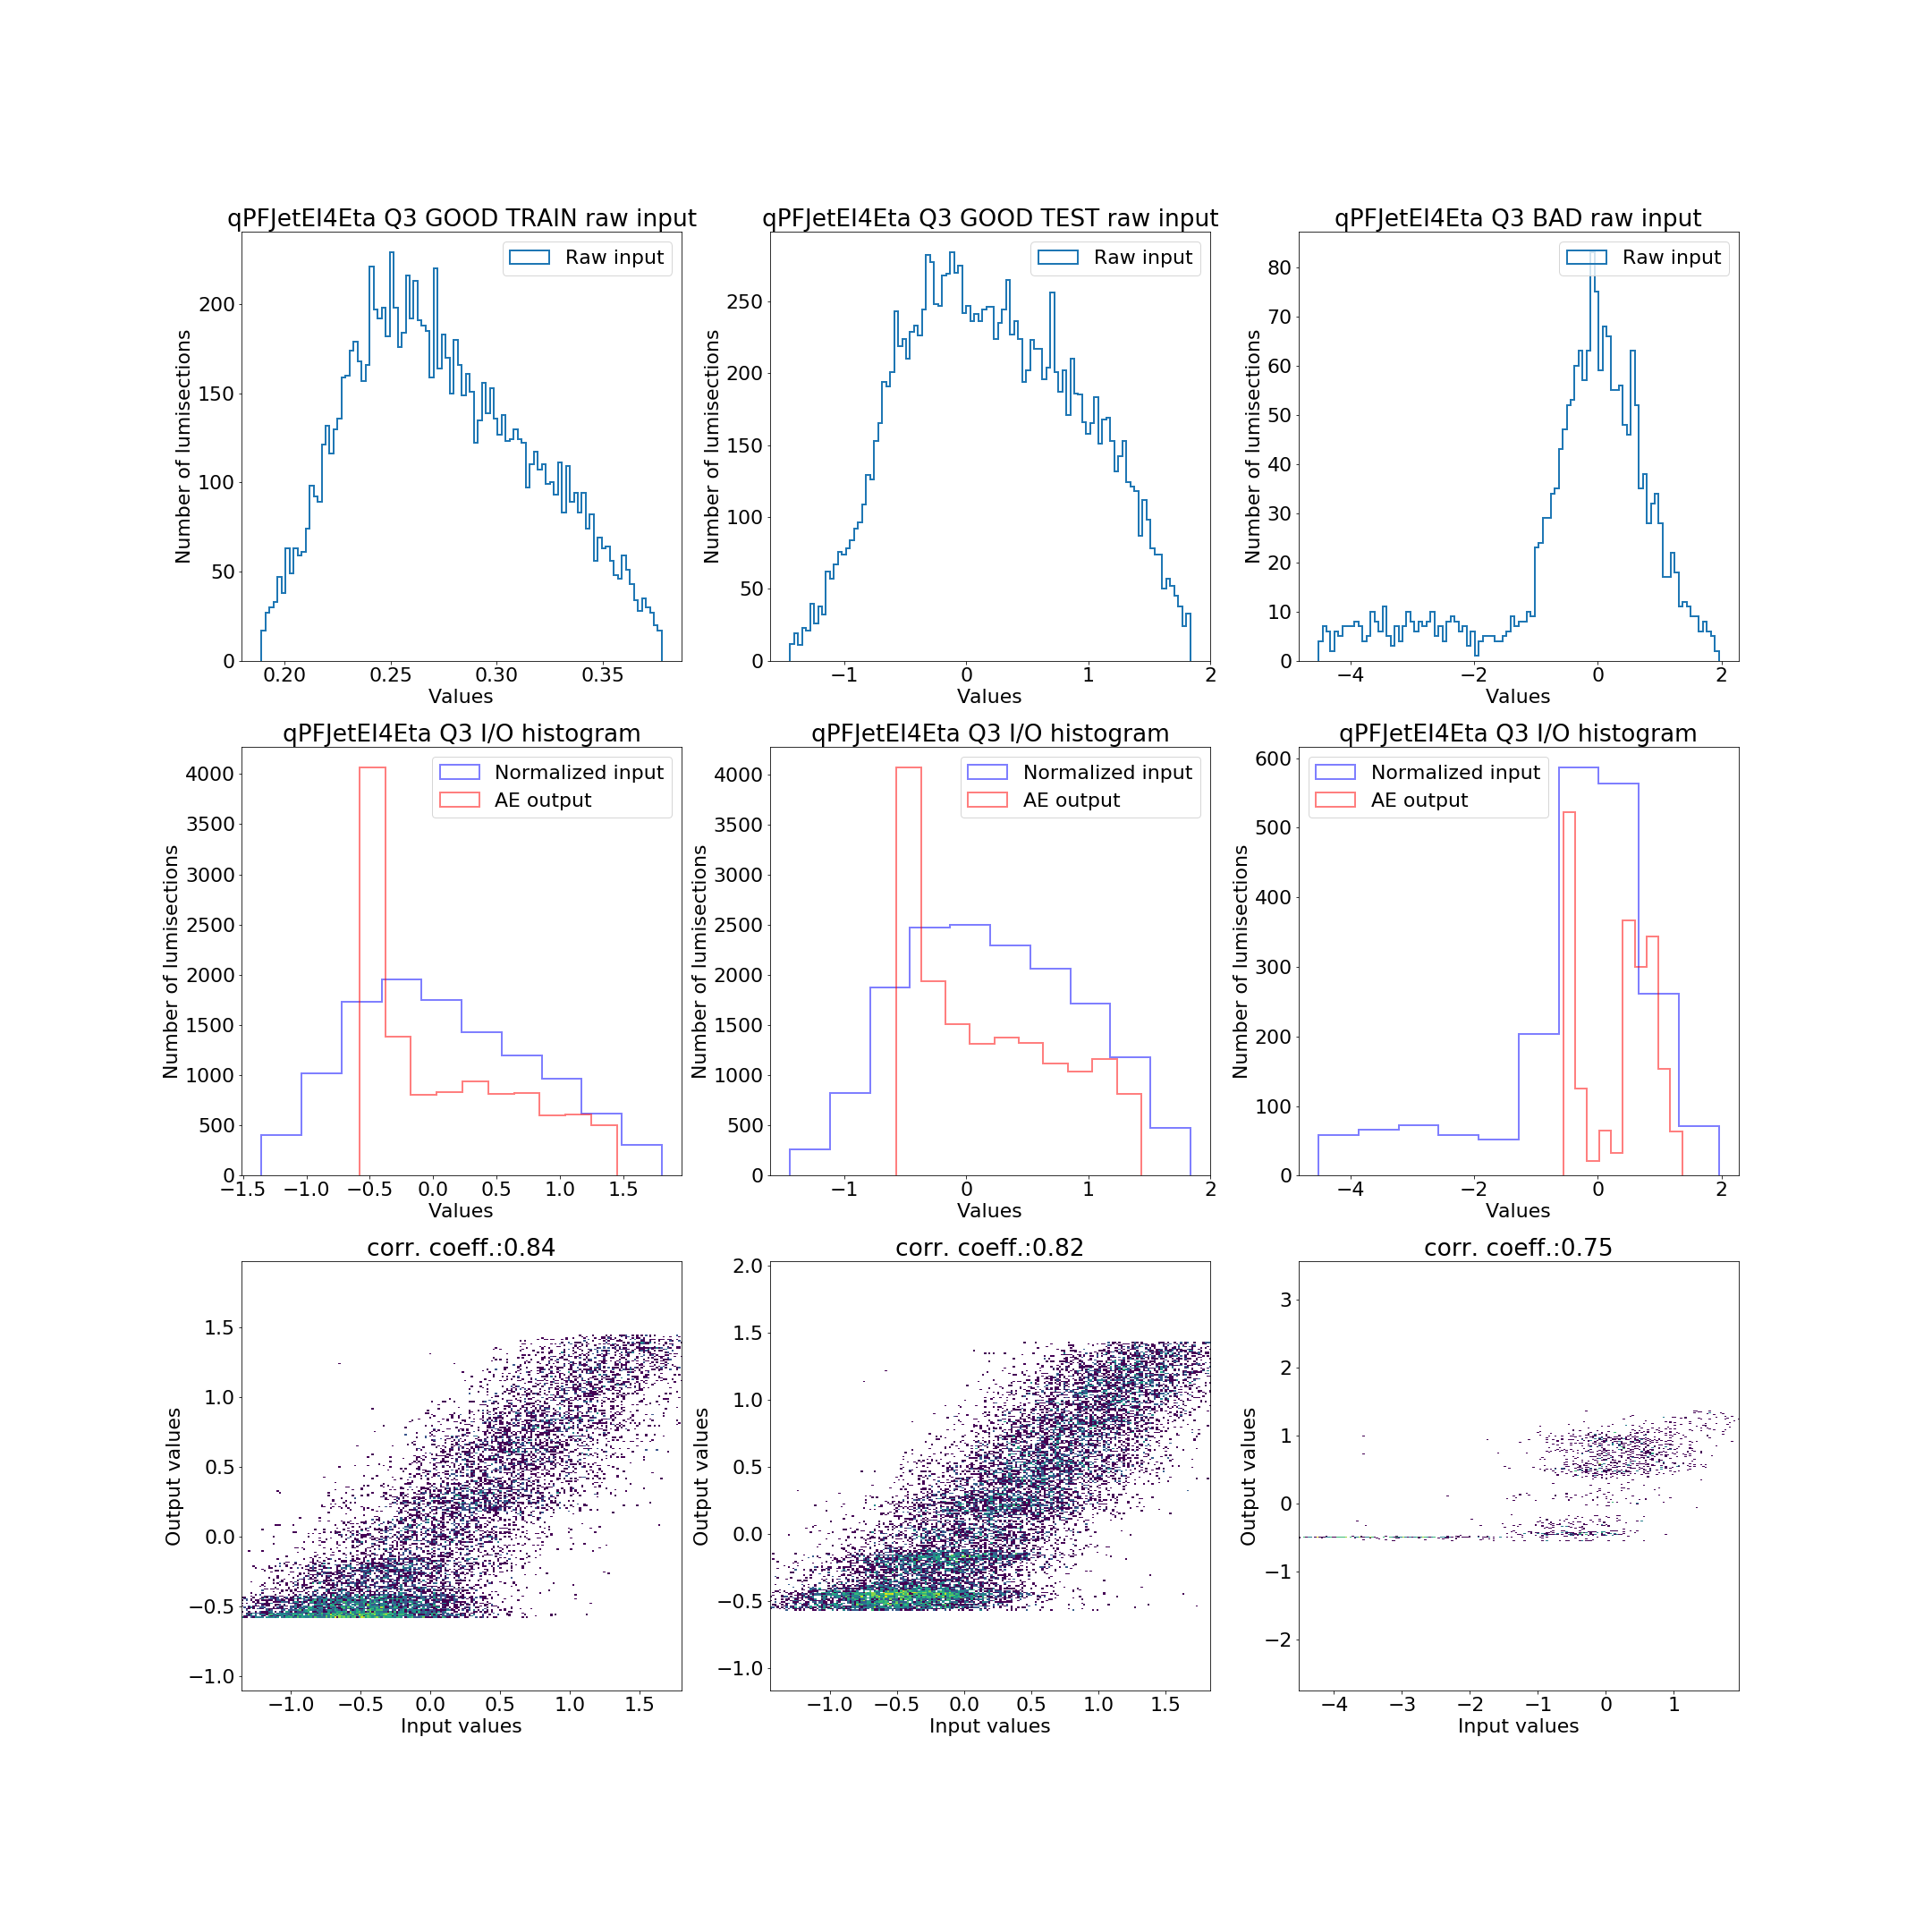 qPFJetEI4Eta Q3 GOOD TRAIN raw input
Raw input
200
150
100
50
0
0.20 0.25 0.30 0.35
Values
Number of lumisections
qPFJetEI4Eta Q3 GOOD TEST raw input
Raw input
250
200
150
100
50
0
−1 0 1 2
Values
Number of lumisections
qPFJetEI4Eta Q3 BAD raw input
Raw input
80
70
60
50
40
30
20
10
0
−4 −2 0 2
Values
Number of lumisections
qPFJetEI4Eta Q3 I/O histogram
Normalized input
AE output
4000
3500
3000
2500
2000
1500
1000
500
0
−1.5 −1.0 −0.5 0.0 0.5 1.0 1.5
Values
Number of lumisections
qPFJetEI4Eta Q3 I/O histogram
Normalized input
AE output
4000
3500
3000
2500
2000
1500
1000
500
0
−1 0 1 2
Values
Number of lumisections
qPFJetEI4Eta Q3 I/O histogram
Normalized input
AE output
600
500
400
300
200
100
0
−4 −2 0 2
Values
Number of lumisections
corr. coeff.:0.84
1.5
1.0
0.5
0.0
−0.5
−1.0
−1.0 −0.5 0.0 0.5 1.0 1.5
Input values
Output values
corr. coeff.:0.82
2.0
1.5
1.0
0.5
0.0
−0.5
−1.0
−1.0 −0.5 0.0 0.5 1.0 1.5
Input values
Output values
corr. coeff.:0.75
3
2
1
0
−1
−2
−4 −3 −2 −1 0 1
Input values
Output values